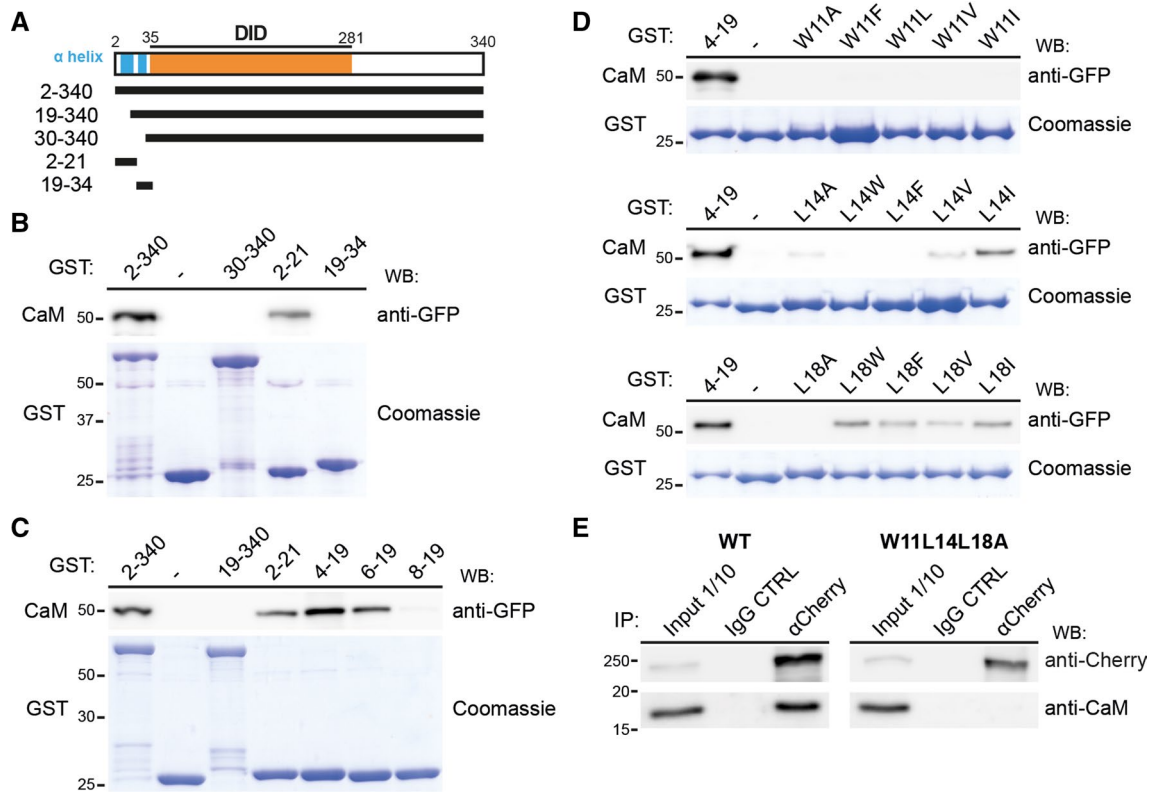 A
2 35 DID 281 340
α helix
2-340
19-340
30-340
2-21
19-34
B
GST: 2-340 - 30-340 2-21 19-34 WB:
CaM 50- anti-GFP
50-
GST 37- Coomassie
25-
C
GST: 2-340 - 19-340 2-21 4-19 6-19 8-19 WB:
CaM 50- anti-GFP
50-
GST 30- Coomassie
25-
D
GST: 4-19 - W11A W11F W11L W11V W11I WB:
CaM 50- anti-GFP
GST 25- Coomassie
GST: 4-19 - L14A L14W L14F L14V L14I WB:
CaM 50- anti-GFP
GST 25- Coomassie
GST: 4-19 - L18A L18W L18F L18V L18I WB:
CaM 50- anti-GFP
GST 25- Coomassie
E
WT W11L14L18A
IP: Input 1/10 IgG CTRL αCherry Input 1/10 IgG CTRL αCherry WB:
250- anti-Cherry
20-
15- anti-CaM